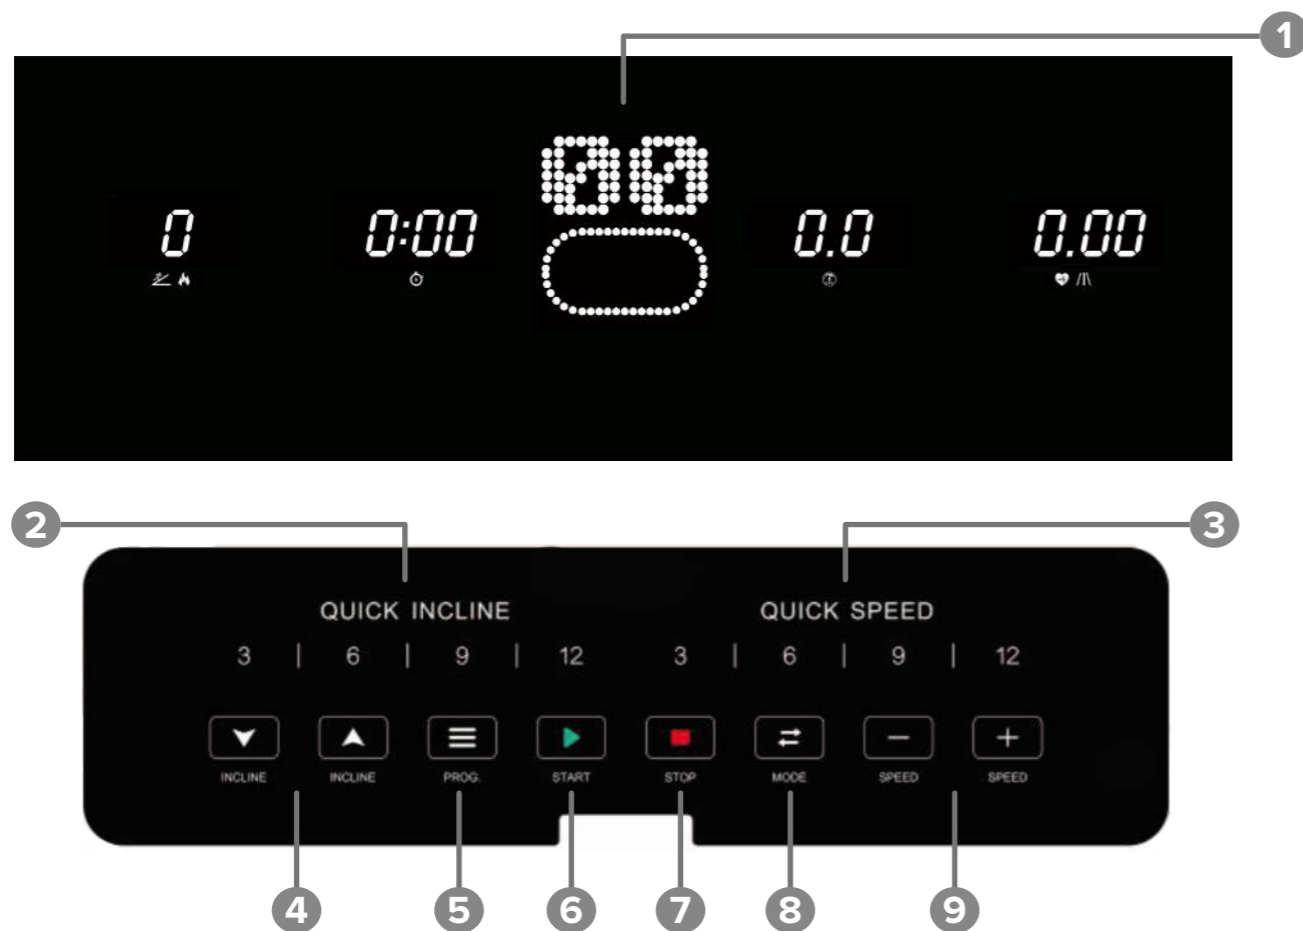 1
00
0 0:00 0.0 0.00
2 3
QUICK INCLINE QUICK SPEED
3 | 6 | 9 | 12 3 | 6 | 9 | 12
INCLINE INCLINE PROG. START STOP MODE SPEED SPEED
4 5 6 7 8 9